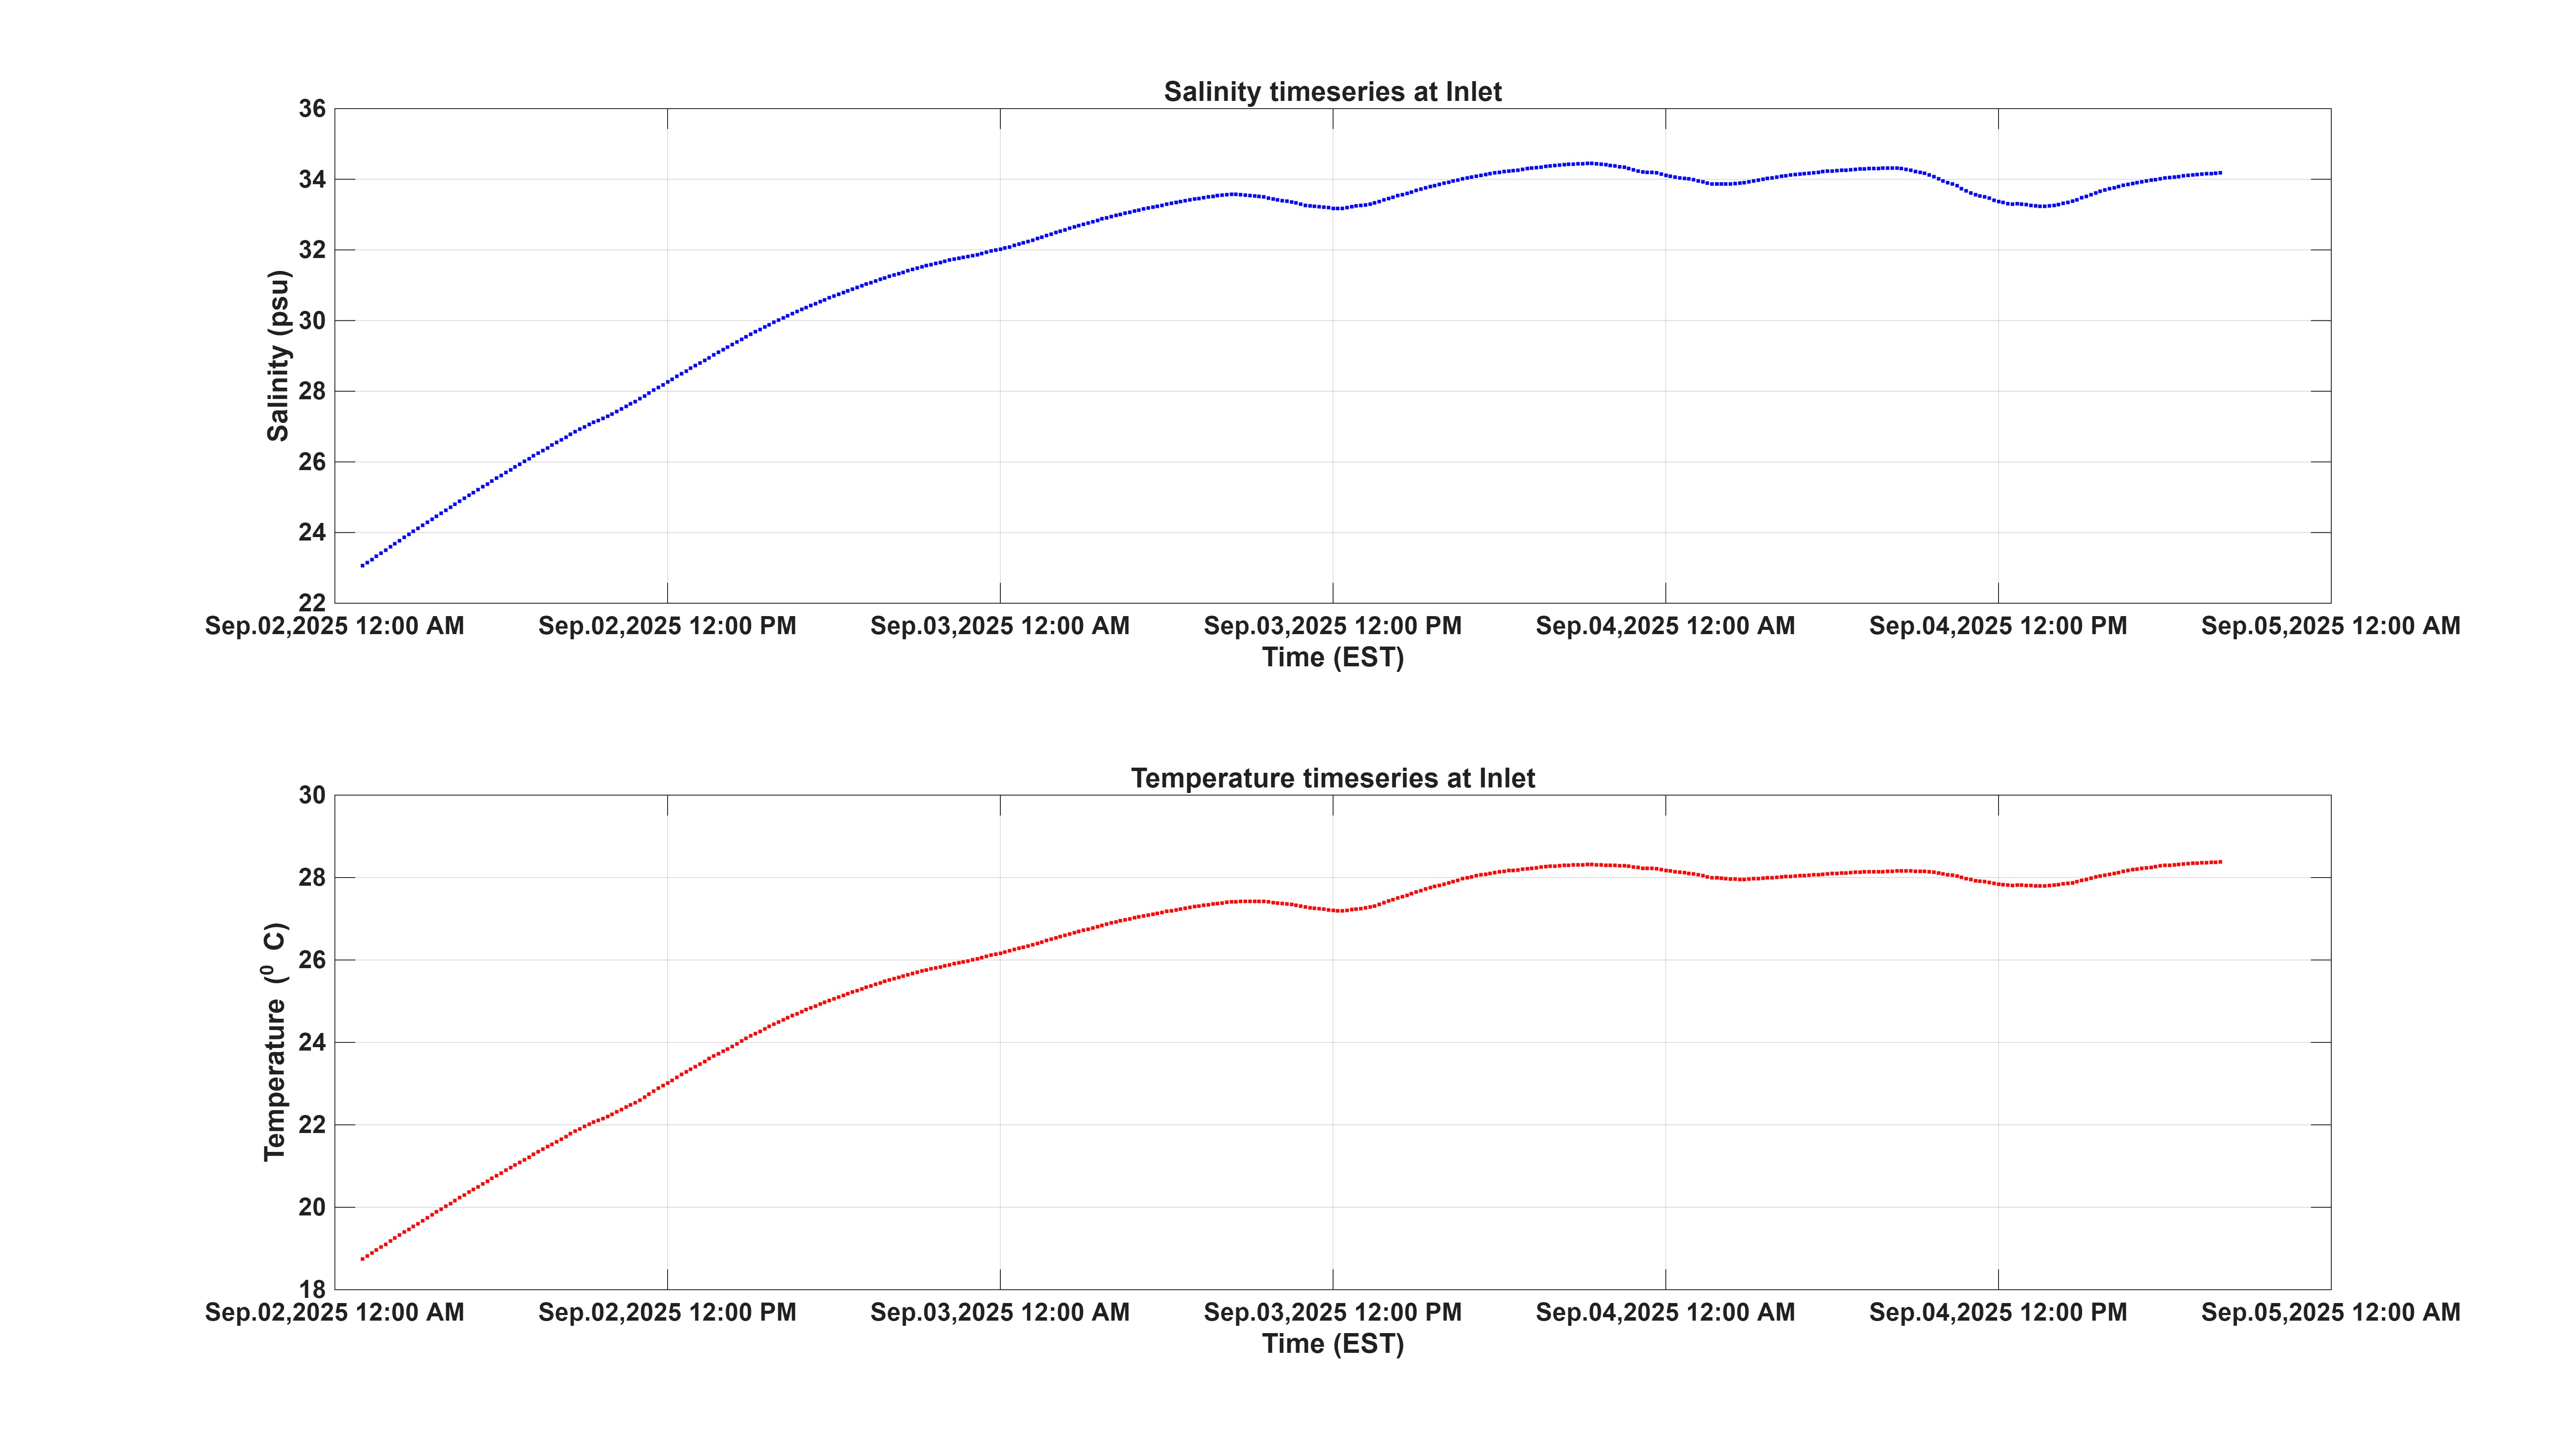 Salinity timeseries at Inlet
Salinity (psu)
36
34
32
30
28
26
24
22
Sep.02,2025 12:00 AM Sep.02,2025 12:00 PM Sep.03,2025 12:00 AM Sep.03,2025 12:00 PM Sep.04,2025 12:00 AM Sep.04,2025 12:00 PM Sep.05,2025 12:00 AM
Time (EST)
Temperature timeseries at Inlet
Temperature (⁰ C)
30
28
26
24
22
20
18
Sep.02,2025 12:00 AM Sep.02,2025 12:00 PM Sep.03,2025 12:00 AM Sep.03,2025 12:00 PM Sep.04,2025 12:00 AM Sep.04,2025 12:00 PM Sep.05,2025 12:00 AM
Time (EST)